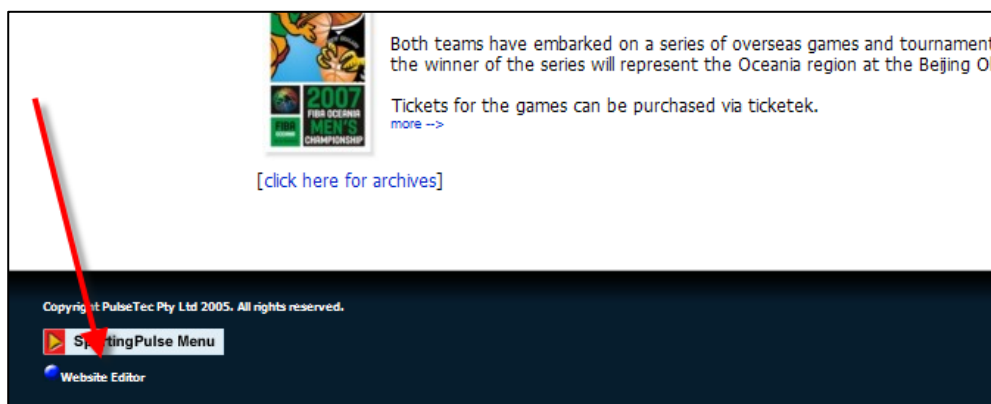 Both teams have embarked on a series of overseas games and tournament
the winner of the series will represent the Oceania region at the Beijing Ol
2007
FIBA OCEANIA
MEN'S
CHAMPIONSHIP
FIBA
Tickets for the games can be purchased via ticketek.
more -->
[click here for archives]
Copyright PulseTec Pty Ltd 2005. All rights reserved.
SportingPulse Menu
Website Editor